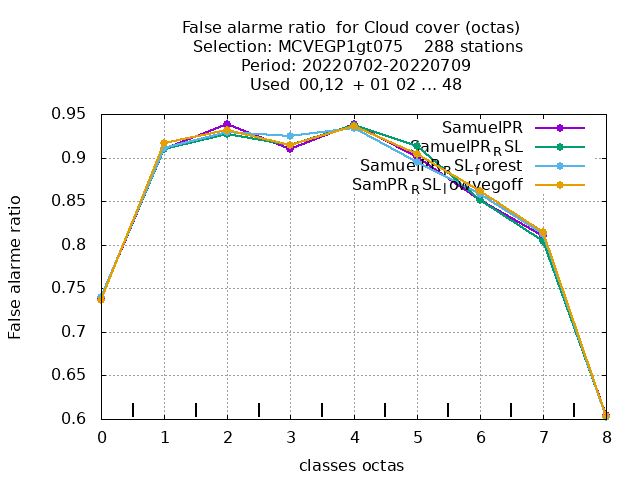 False alarme ratio  for Cloud cover (octas)
Selection: MCVEGP1gt075    288 stations
Period: 20220702-20220709
Used  00,12  + 01 02 ... 48
SamuelPR
SamuelPR_RSL
SamuelPR_RSL_forest
SamPR_RSL_lowvegoff
0.95
0.9
0.85
0.8
0.75
0.7
0.65
0.6
False alarme ratio
0 1 2 3 4 5 6 7 8
classes octas